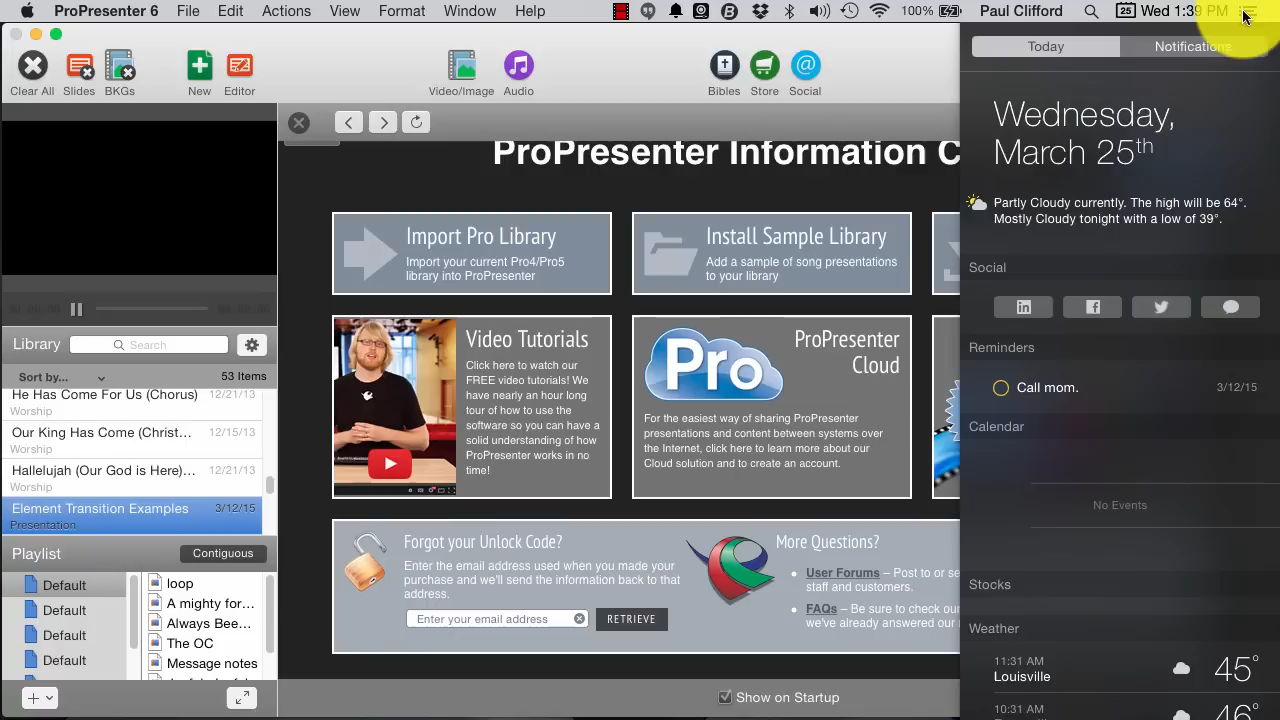 ProPresenter 6 File Edit Actions View Format Window Help 100% Paul Clifford 25 Wed 1:39 PM
Clear All Slides BKGs New Editor Video/Image Audio Bibles Store Social
Library Search
Sort by... 53 Items
He Has Come For Us (Chorus) 12/21/13
Worship
Our King Has Come (Christ... 12/15/13
Worship
Hallelujah (Our God is Here)... 12/21/13
Worship
Element Transition Examples 3/12/15
Presentation
Playlist Contiguous
Default
Default
Default
Default
loop
A mighty for...
Always Bee...
The OC
Message notes
ProPresenter Information C
Import Pro Library
Import your current Pro4/Pro5
library into ProPresenter
Install Sample Library
Add a sample of song presentations
to your library
Video Tutorials
Click here to watch our
FREE video tutorials! We
have nearly an hour long
tour of how to use the
software so you can have a
solid understanding of how
ProPresenter works in no
time!
Pro
ProPresenter
Cloud
For the easiest way of sharing ProPresenter
presentations and content between systems over
the Internet, click here to learn more about our
Cloud solution and to create an account.
Forgot your Unlock Code?
Enter the email address used when you made your
purchase and we'll send the information back to that
address.
Enter your email address RETRIEVE
More Questions?
User Forums – Post to or se
staff and customers.
FAQs – Be sure to check ou
we've already answered our
Show on Startup
Today Notifications
Wednesday,
March 25th
Partly Cloudy currently. The high will be 64°.
Mostly Cloudy tonight with a low of 39°.
Social
Reminders
Call mom. 3/12/15
Calendar
No Events
Stocks
Weather
11:31 AM
Louisville 45°
10:31 AM 46°